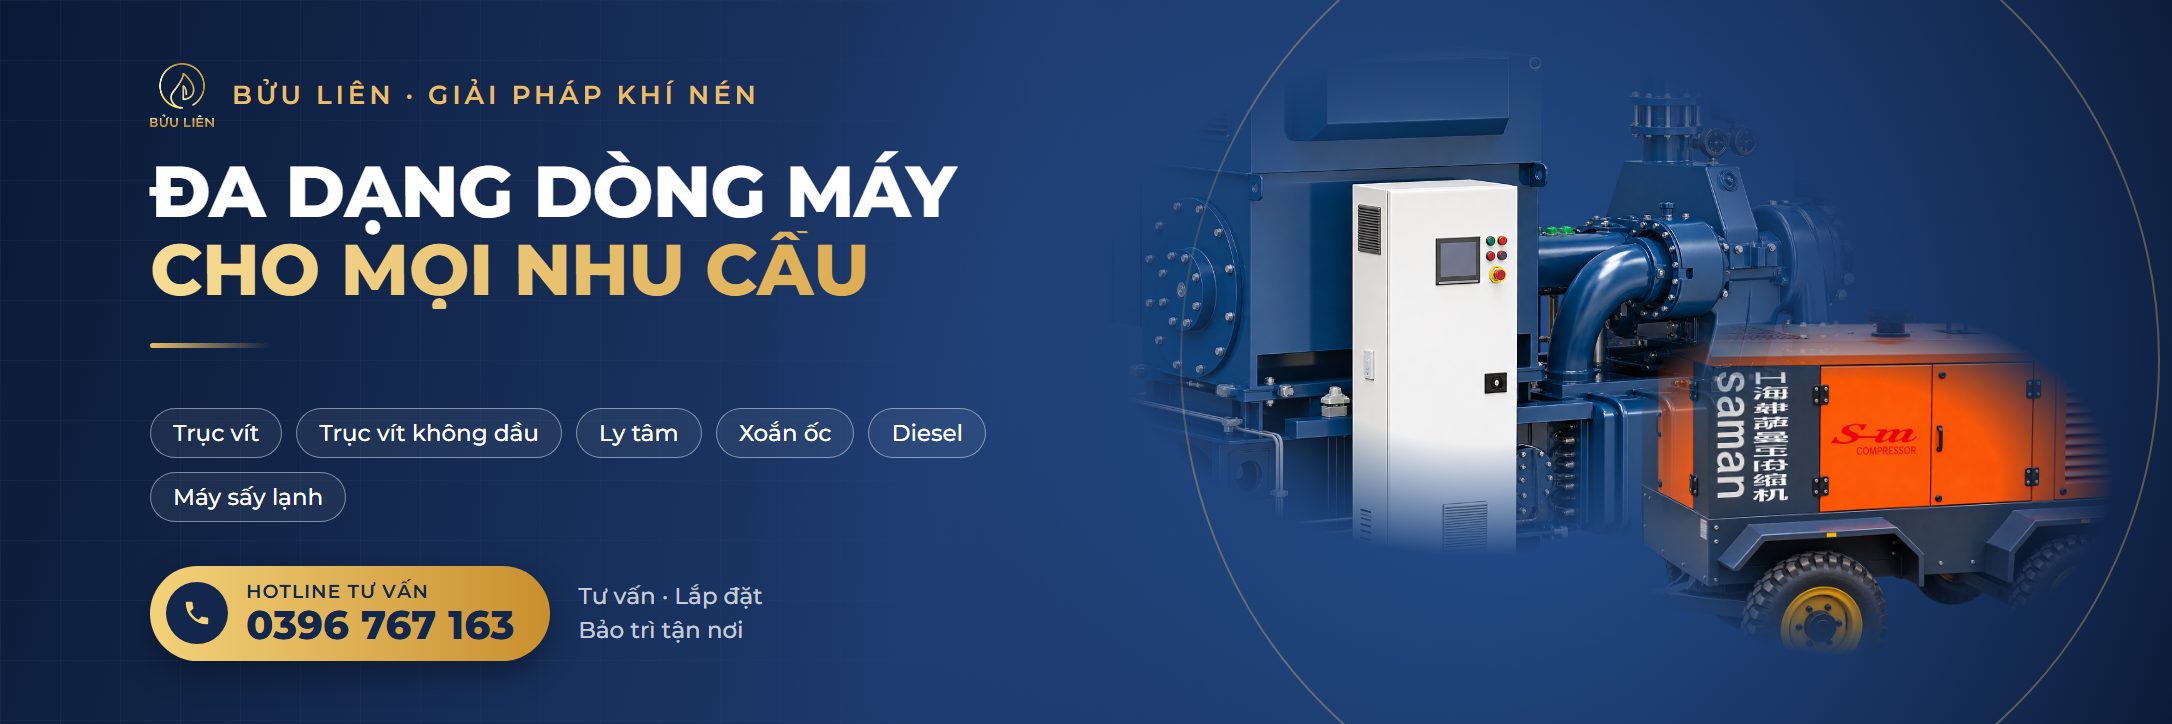 BỬU LIÊN
BỬU LIÊN · GIẢI PHÁP KHÍ NÉN
ĐA DẠNG DÒNG MÁY
CHO MỌI NHU CẦU
Trục vít
Trục vít không dầu
Ly tâm
Xoắn ốc
Diesel
Máy sấy lạnh
HOTLINE TƯ VẤN
0396 767 163
Tư vấn · Lắp đặt
Bảo trì tận nơi
saman
S-m
COMPRESSOR